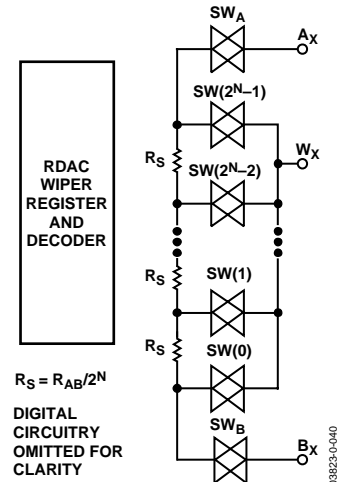 SWA
AX
SW(2N–1)
RDAC
WIPER
REGISTER
AND
DECODER
RS
WX
SW(2N–2)
RS
SW(1)
RS
SW(0)
RS = RAB/2N
DIGITAL
CIRCUITRY
OMITTED FOR
CLARITY
SWB
BX
03823-0-040